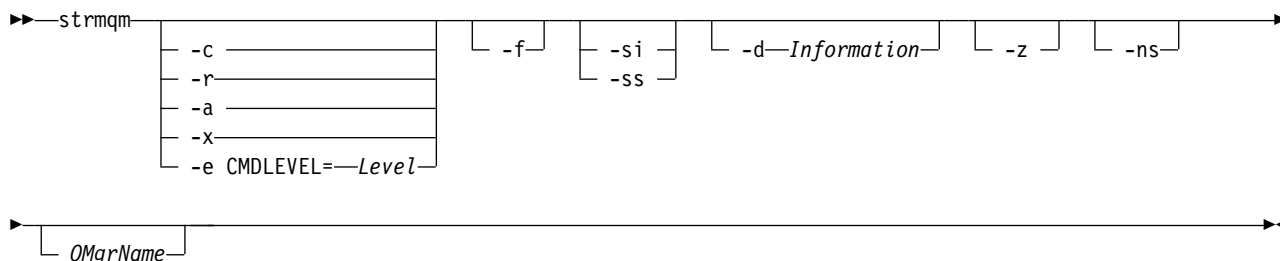 strmqm
-c
-r
-a
-x
-e CMDLEVEL= Level
-f
-si
-ss
-d Information
-z
-ns
QMgrName